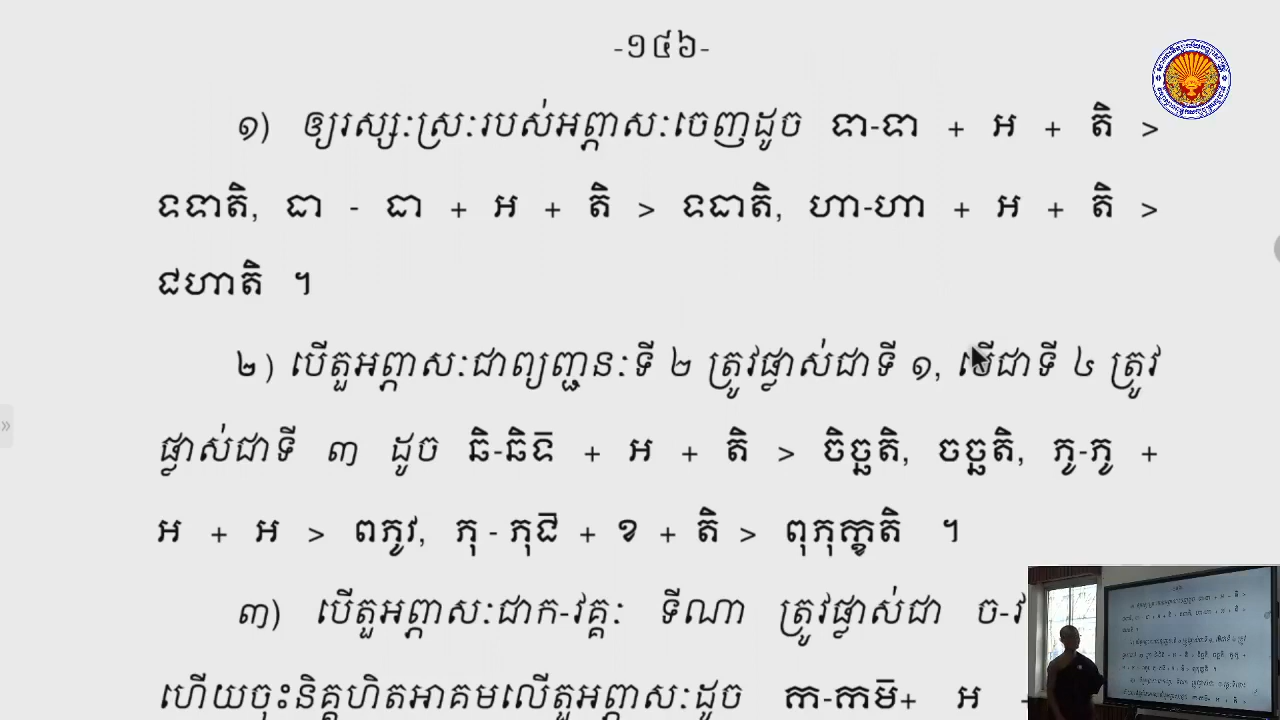 -១៤៦-
១) ឲ្យរស្សៈស្រៈរបស់អព្ភាសៈចេញដូច ទា-ទា + អ + តិ >
ទទាតិ, ធា - ធា + អ + តិ > ទធាតិ, ហា-ហា + អ + តិ >
ជហាតិ ។
២) បើតួអព្ភាសៈជាព្យញ្ជនៈទី ២ ត្រូវផ្លាស់ជាទី ១, បើជាទី ៤ ត្រូវ
ផ្លាស់ជាទី ៣ ដូច ឆិ-ឆិទ៑ + អ + តិ > ចិច្ឆតិ, ចច្ឆតិ, ភូ-ភូ +
អ + អ > ពភូវ, ភុ - ភុជ៑ + ខ + តិ > ពុភុក្ខតិ ។
៣) បើតួអព្ភាសៈជាក-វគ្គៈ ទីណា ត្រូវផ្លាស់ជា ច-វ
ហើយចុះនិគ្គហិតអាគមលើតួអព្ភាសៈដូច ក-កម៑+ អ